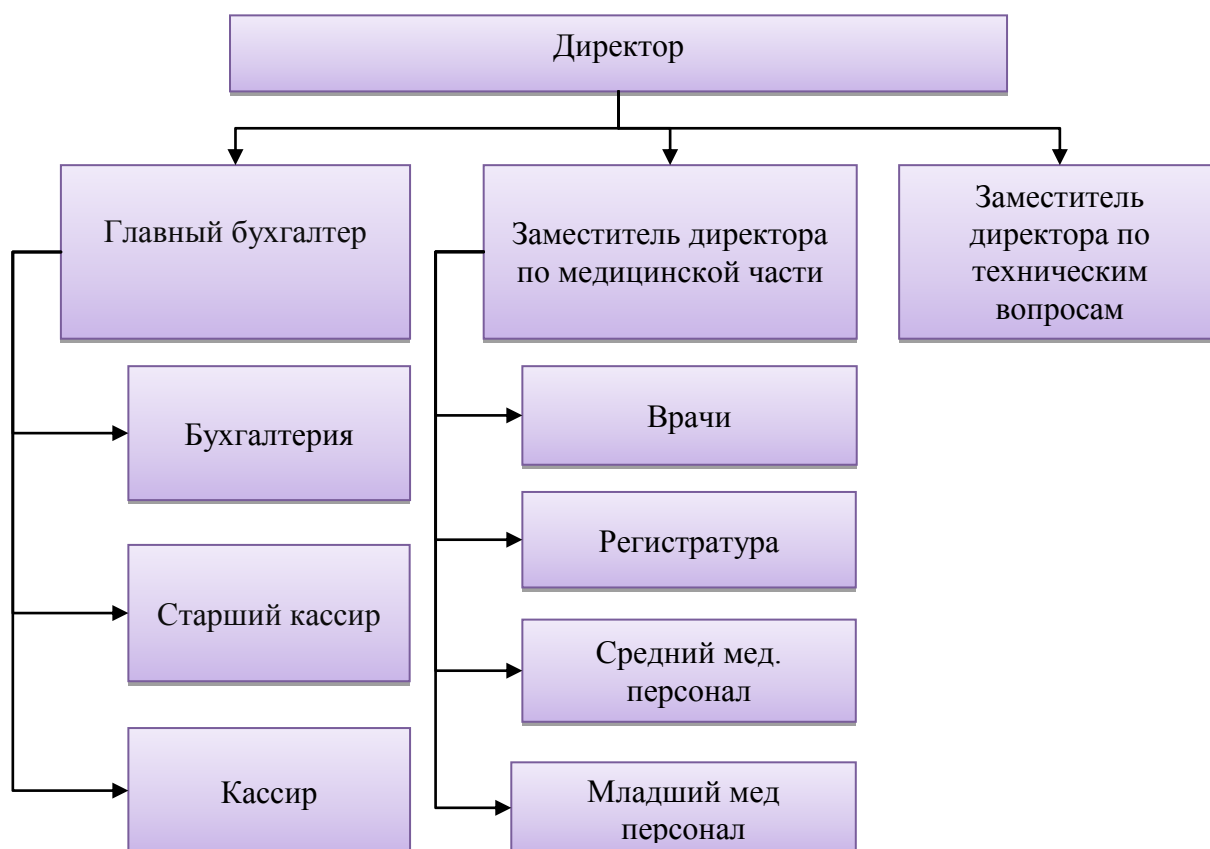 Директор
Главный бухгалтер
Заместитель директора
по медицинской части
Заместитель
директора по
техническим
вопросам
Бухгалтерия
Старший кассир
Кассир
Врачи
Регистратура
Средний мед.
персонал
Младший мед
персонал